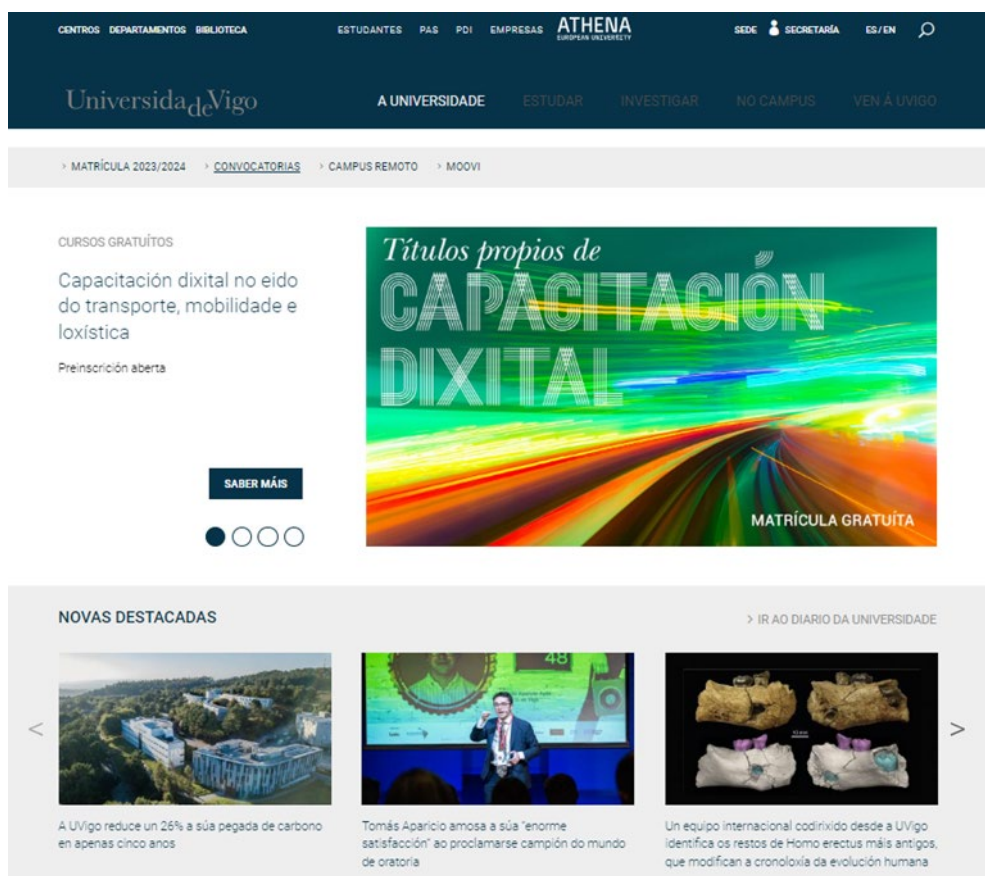 CENTROS DEPARTAMENTOS BIBLIOTECA
ESTUDANTES PAS PDI EMPRESAS ATHENA
EUROPEAN UNIVERSITY
SEDE SECRETARÍA ES/EN
UniversidadeVigo
A UNIVERSIDADE ESTUDAR INVESTIGAR NO CAMPUS VEN Á UVIGO
> MATRÍCULA 2023/2024 > CONVOCATORIAS > CAMPUS REMOTO > MOOVI
CURSOS GRATUÍTOS
Capacitación dixital no eido
do transporte, mobilidade e
loxística
Preinscrición aberta
SABER MÁIS
Títulos propios de
CAPACITACIÓN
DIXITAL
MATRÍCULA GRATUÍTA
NOVAS DESTACADAS
> IR AO DIARIO DA UNIVERSIDADE
48
< >
A UVigo reduce un 26% a súa pegada de carbono
en apenas cinco anos
Tomás Aparicio amosa a súa "enorme
satisfacción" ao proclamarse campión do mundo
de oratoria
Un equipo internacional codirixido desde a UVigo
identifica os restos de Homo erectus máis antigos,
que modifican a cronoloxía da evolución humana